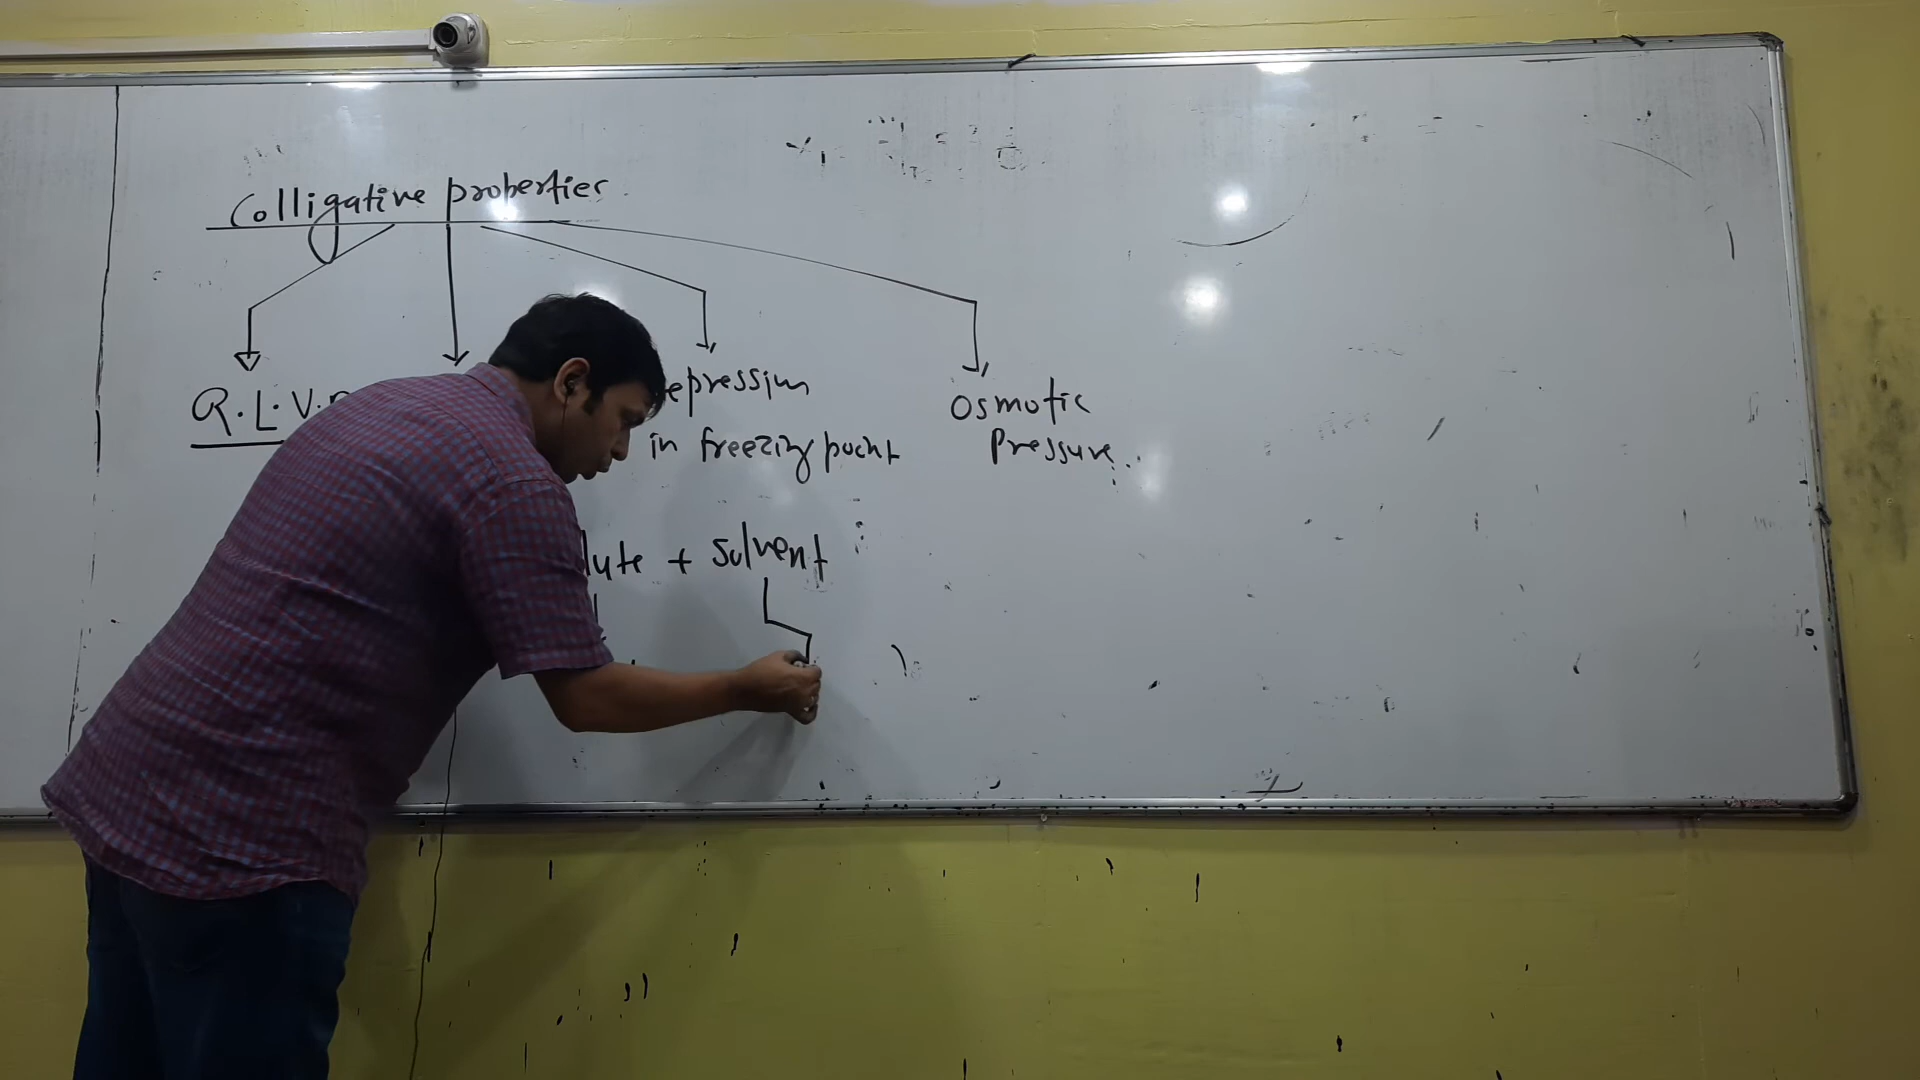 Colligative properties
R.L.V.P
epression
in freezing point
Osmotic
Pressure.
lute + Solvent